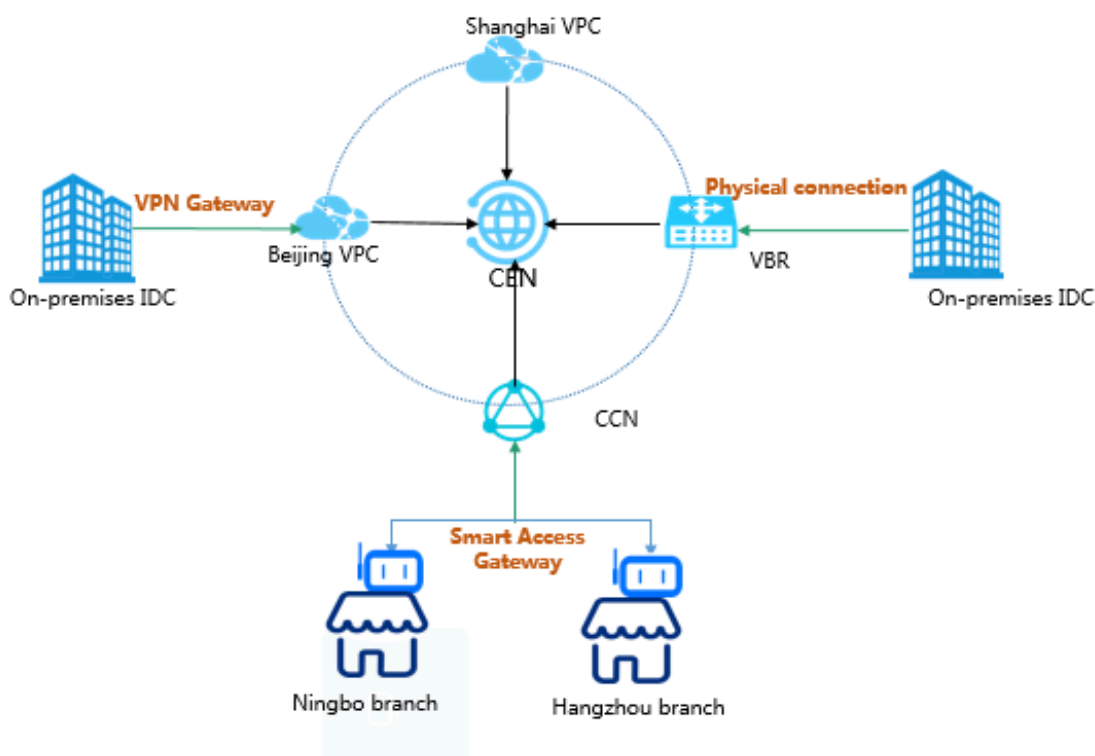 Shanghai VPC
VPN Gateway
Physical connection
Beijing VPC
CEN
VBR
On-premises IDC
On-premises IDC
CCN
Smart Access
Gateway
Ningbo branch
Hangzhou branch